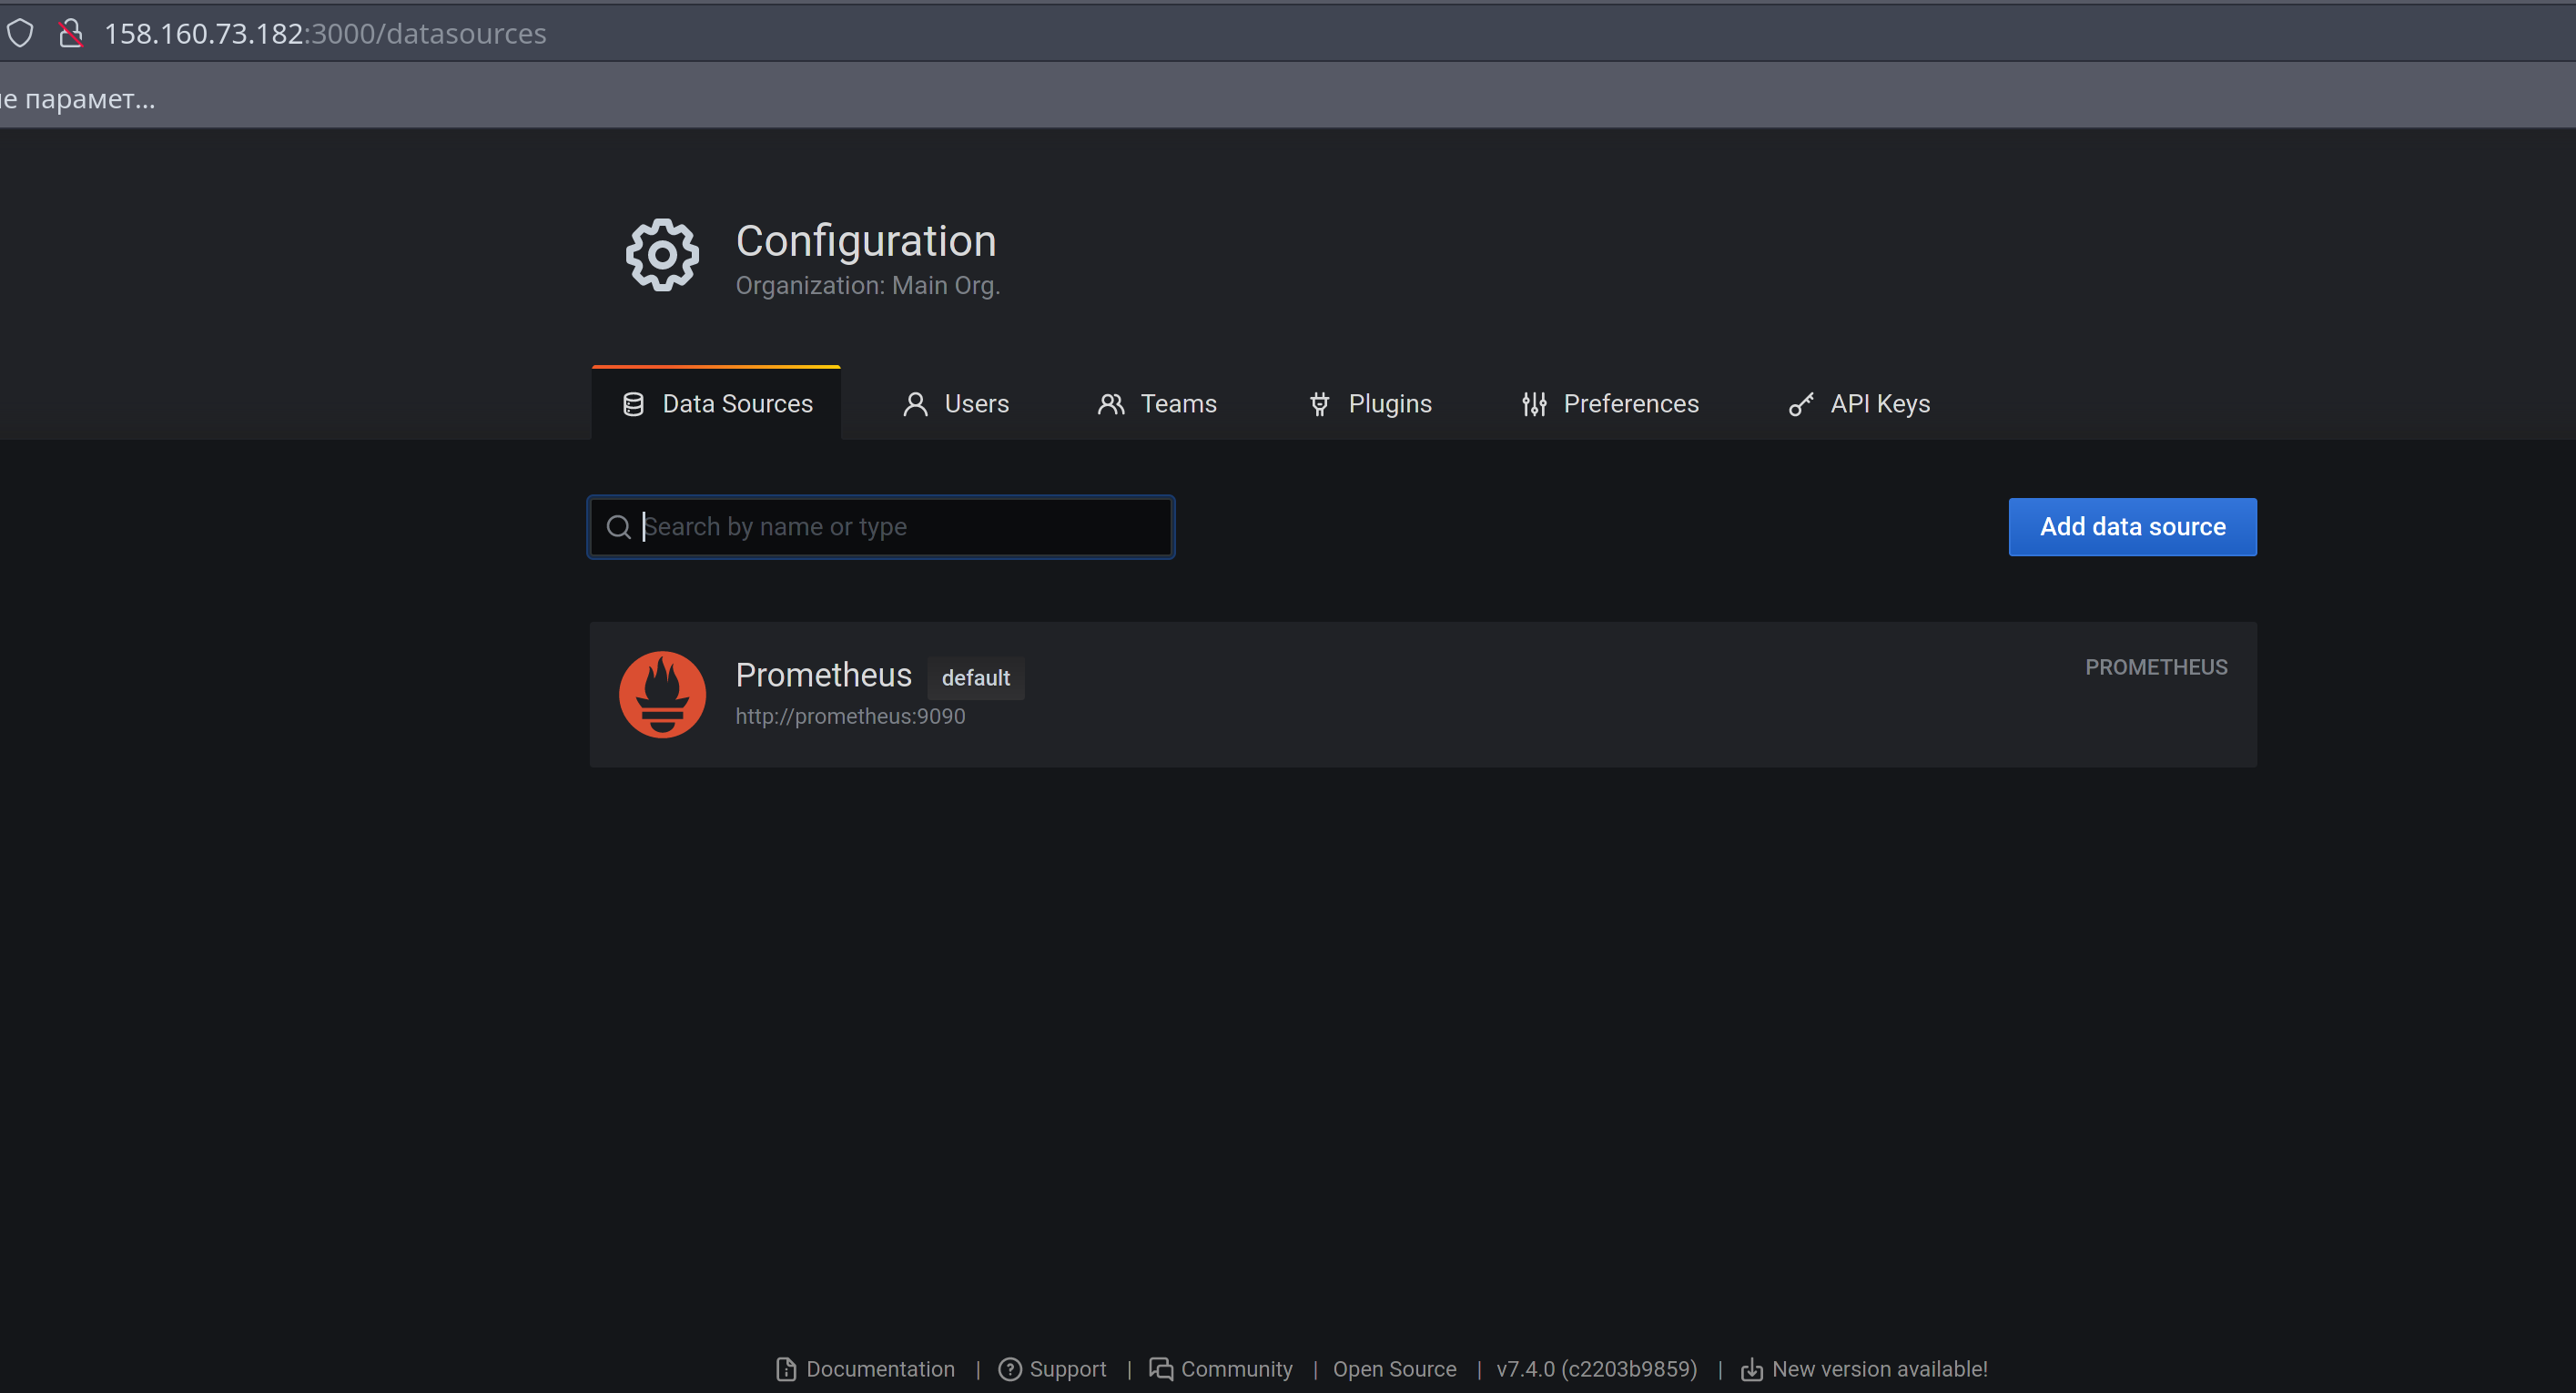 158.160.73.182:3000/datasources
е парамет...
Configuration
Organization: Main Org.
Data Sources Users Teams Plugins Preferences API Keys
Search by name or type
Add data source
Prometheus default
PROMETHEUS
http://prometheus:9090
Documentation | Support | Community | Open Source | v7.4.0 (c2203b9859) | New version available!